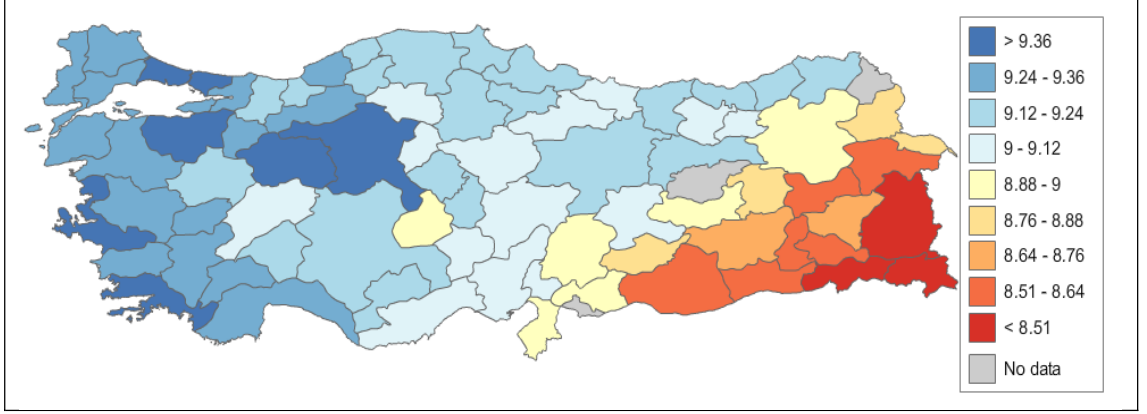 > 9.36
9.24 - 9.36
9.12 - 9.24
9 - 9.12
8.88 - 9
8.76 - 8.88
8.64 - 8.76
8.51 - 8.64
< 8.51
No data